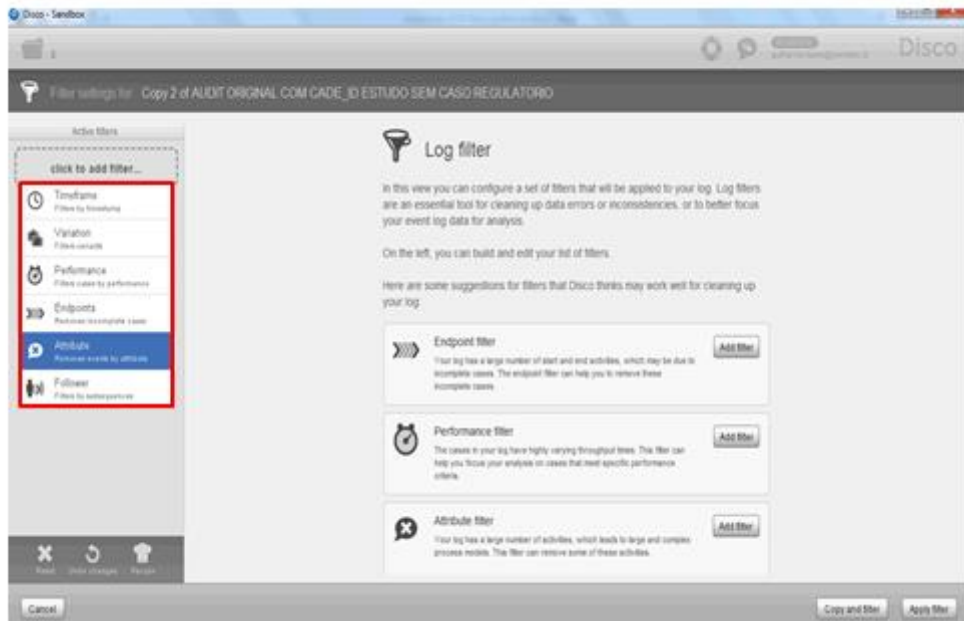 Disco - Sandbox
Disco
Filter settings for Copy 2 of AUDIT ORIGINAL COM CADE_ID ESTUDO SEM CASO REGULATORIO
Active filters
click to add filter...
Timeframe
Filters by timeframe
Variation
Filters variants
Performance
Filters cases by performance
Endpoints
Removes incomplete cases
Attribute
Removes events by attribute
Follower
Filters by subsequences
Reset
Undo changes
Recipe
Log filter
In this view you can configure a set of filters that will be applied to your log. Log filters
are an essential tool for cleaning up data errors or inconsistences, or to better focus
your event log data for analysis.
On the left, you can build and edit your list of filters.
Here are some suggestions for filters that Disco thinks may work well for cleaning up
your log.
Endpoint filter
Your log has a large number of start and end activities, which may be due to
incomplete cases. The endpoint filter can help you to remove these
incomplete cases.
Add filter
Performance filter
The cases in your log have highly varying throughput times. This filter can
help you focus your analysis on cases that meet specific performance
criteria.
Add filter
Attribute filter
Your log has a large number of activities, which leads to large and complex
process models. This filter can remove some of these activities.
Add filter
Cancel
Copy and filter
Apply filter